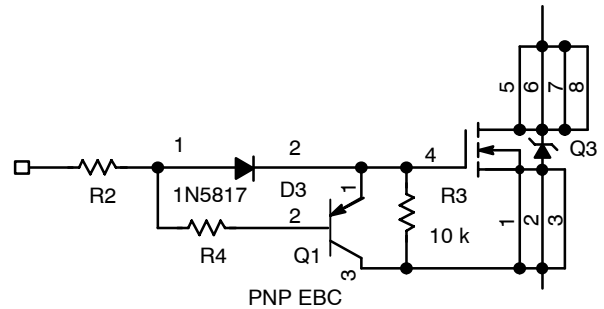 5 6 7 8
1 2 4 Q3
R2 1N5817 D3 1 R3
2 10 k 1 2 3
R4 Q1 3
PNP EBC